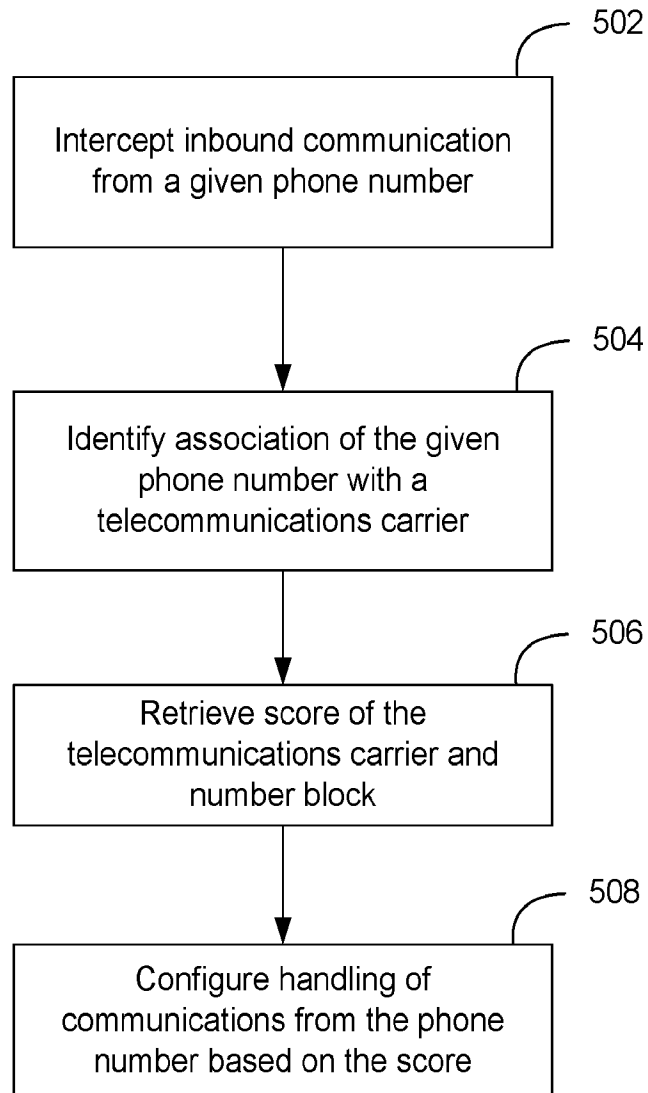 502
Intercept inbound communication
from a given phone number
504
Identify association of the given
phone number with a
telecommunications carrier
506
Retrieve score of the
telecommunications carrier and
number block
508
Configure handling of
communications from the phone
number based on the score